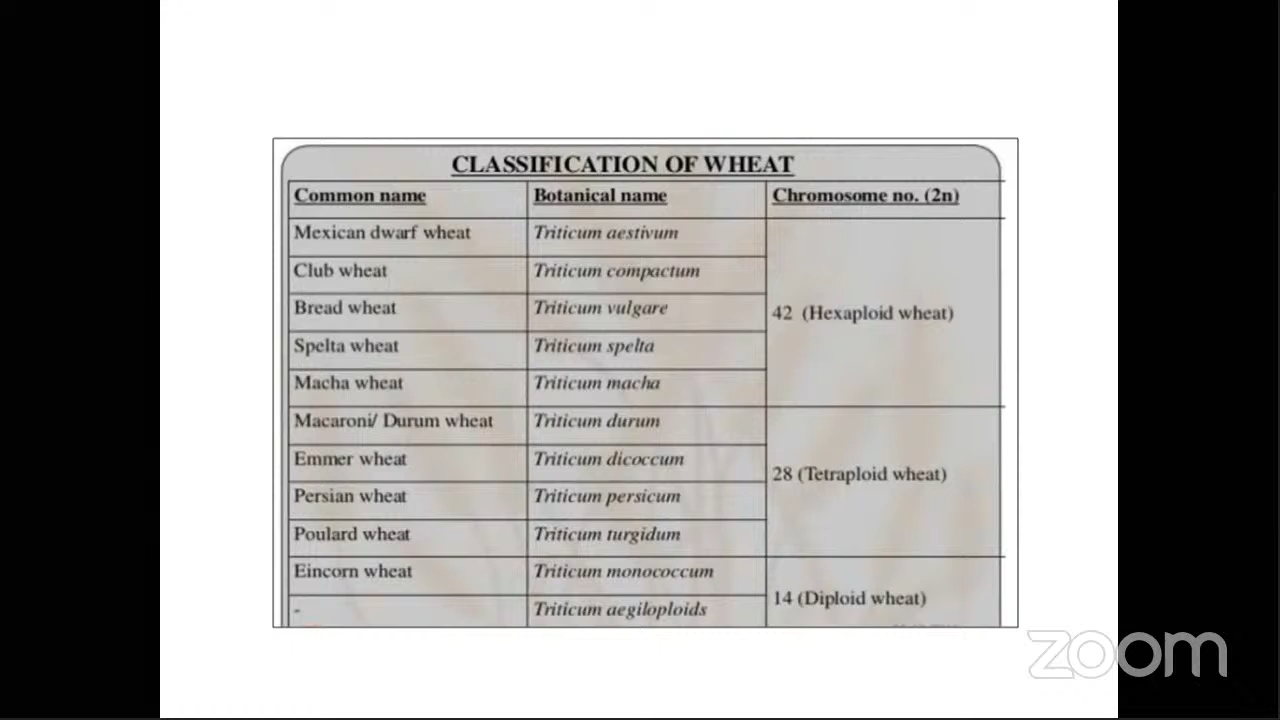 CLASSIFICATION OF WHEAT
Common name Botanical name Chromosome no. (2n)
Mexican dwarf wheat Triticum aestivum
Club wheat Triticum compactum
Bread wheat Triticum vulgare 42 (Hexaploid wheat)
Spelta wheat Triticum spelta
Macha wheat Triticum macha
Macaroni/ Durum wheat Triticum durum
Emmer wheat Triticum dicoccum 28 (Tetraploid wheat)
Persian wheat Triticum persicum
Poulard wheat Triticum turgidum
Eincorn wheat Triticum monococcum 14 (Diploid wheat)
- Triticum aegiloploids
zoom